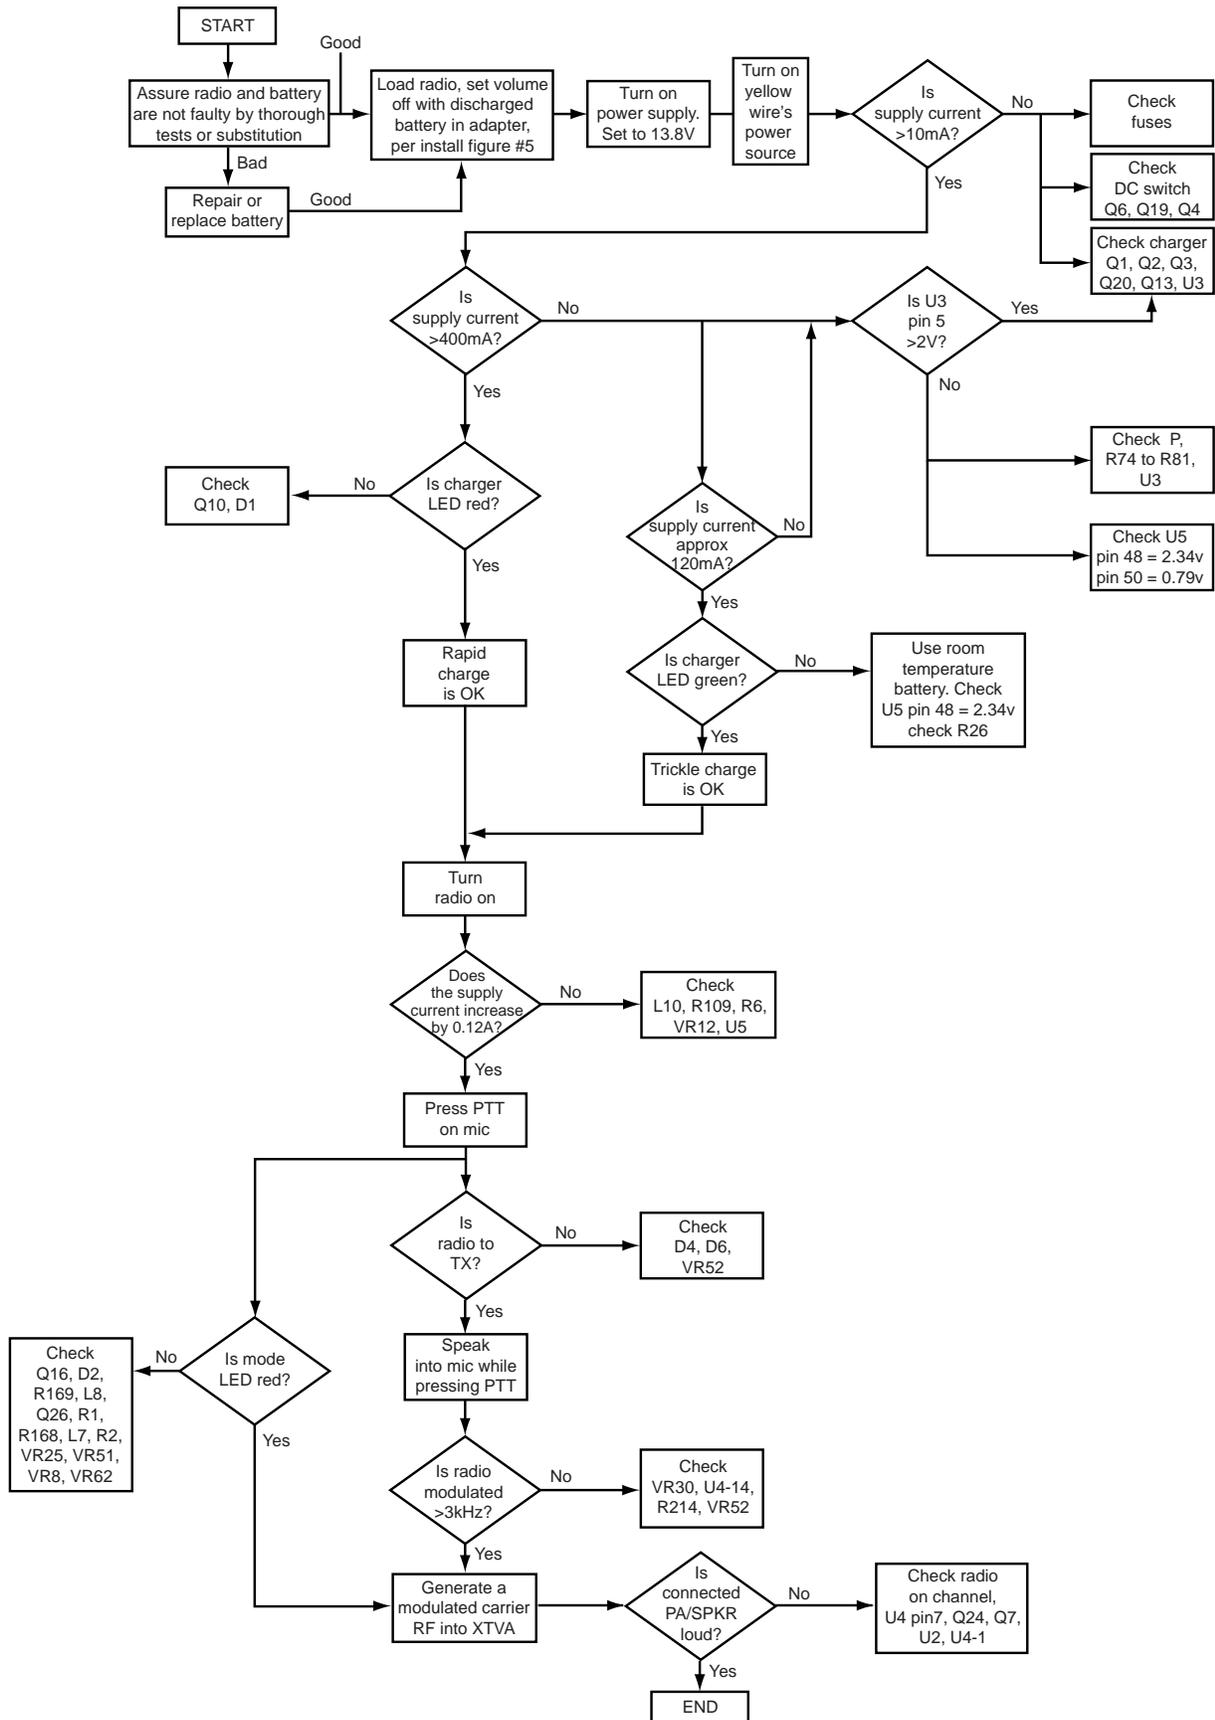 START
Good
Assure radio and battery
are not faulty by thorough
tests or substitution
Load radio, set volume
off with discharged
battery in adapter,
per install figure #5
Turn on
power supply.
Set to 13.8V
Turn on
yellow
wire's
power
source
Is
supply current
>10mA?
No
Check
fuses
Bad
Yes
Check
DC switch
Q6, Q19, Q4
Repair or
replace battery
Good
Check charger
Q1, Q2, Q3,
Q20, Q13, U3
Is
supply current
>400mA?
No
Is U3
pin 5
>2V?
Yes
Yes
No
Check P,
R74 to R81,
U3
Check
Q10, D1
No
Is charger
LED red?
Is
supply current
approx
120mA?
No
Check U5
pin 48 = 2.34v
pin 50 = 0.79v
Yes
Yes
Rapid
charge
is OK
Is charger
LED green?
No
Use room
temperature
battery. Check
U5 pin 48 = 2.34v
check R26
Yes
Trickle charge
is OK
Turn
radio on
Does
the supply
current increase
by 0.12A?
No
Check
L10, R109, R6,
VR12, U5
Yes
Press PTT
on mic
Is
radio to
TX?
No
Check
D4, D6,
VR52
Yes
Check
Q16, D2,
R169, L8,
Q26, R1,
R168, L7, R2,
VR25, VR51,
VR8, VR62
No
Is mode
LED red?
Speak
into mic while
pressing PTT
Yes
Is radio
modulated
>3kHz?
No
Check
VR30, U4-14,
R214, VR52
Yes
Generate a
modulated carrier
RF into XTVA
Is
connected
PA/SPKR
loud?
No
Check radio
on channel,
U4 pin7, Q24, Q7,
U2, U4-1
Yes
END